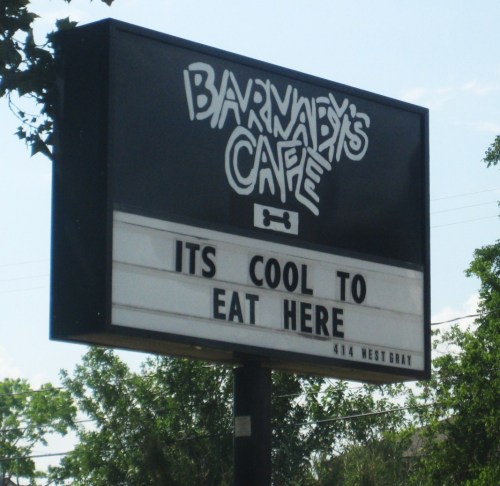 BARNABY'S
CAFE
ITS COOL TO
EAT HERE
414 WEST GRAY